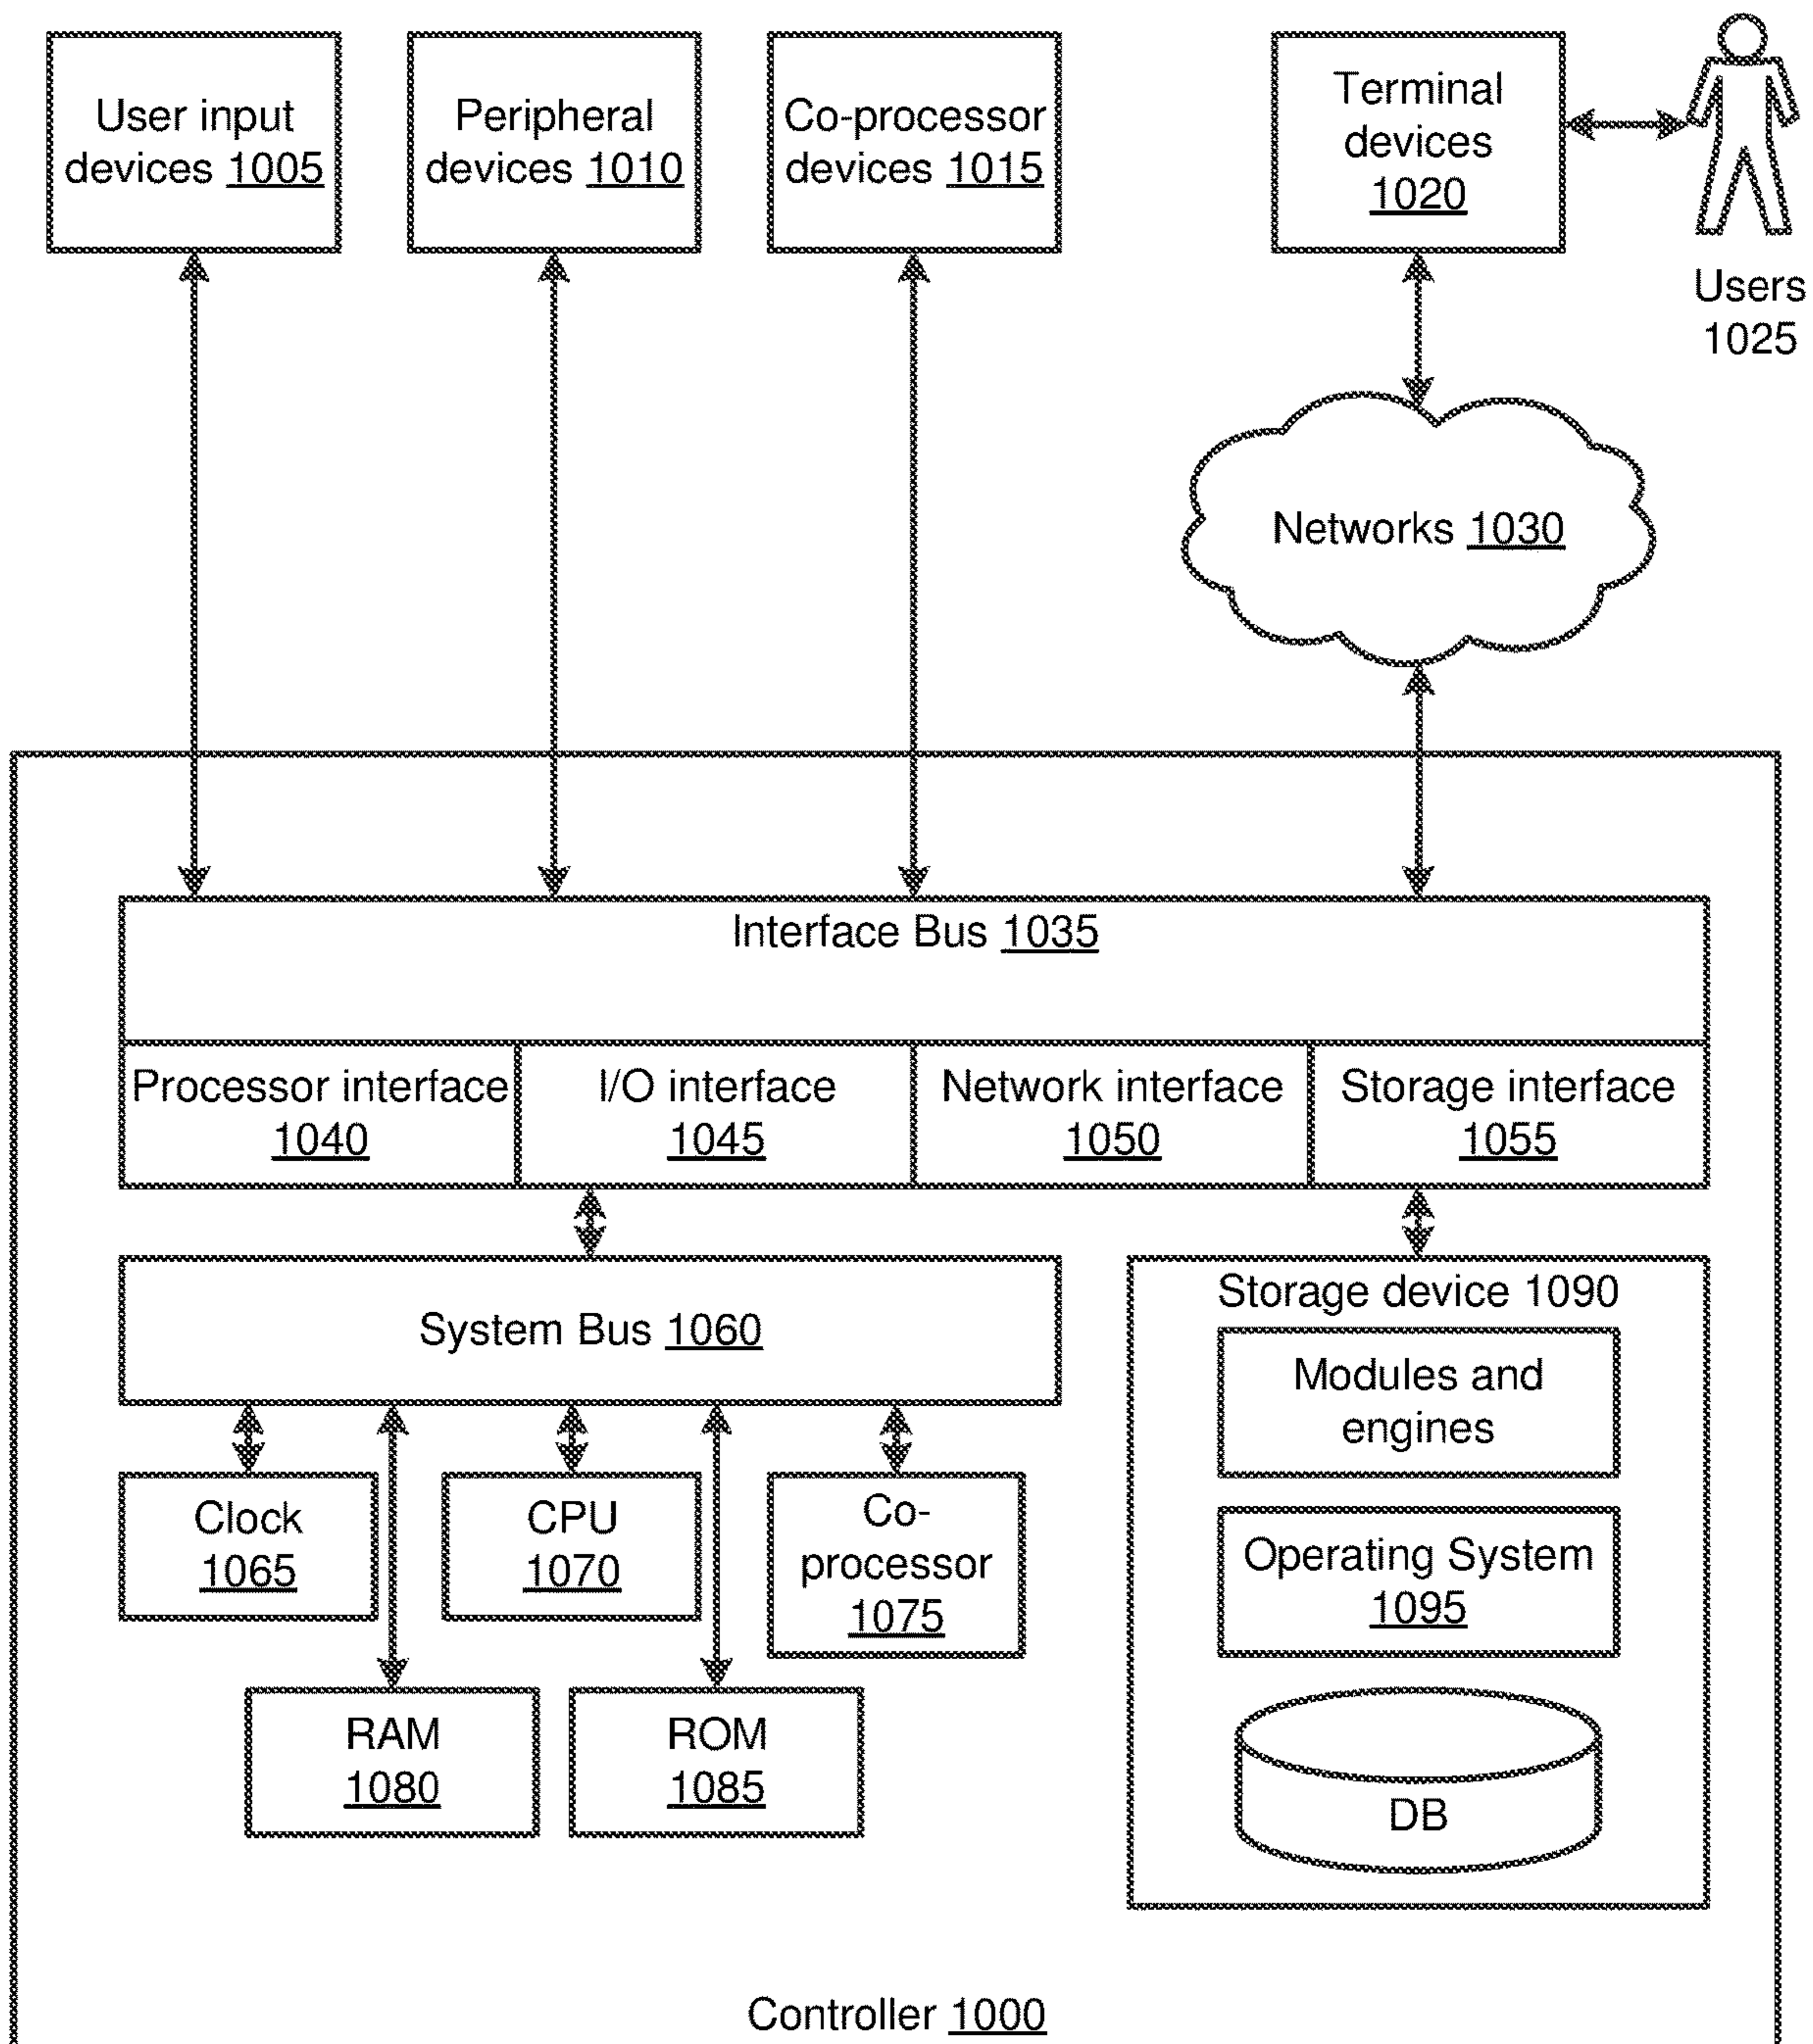 User input
devices 1005
Peripheral
devices 1010
Co-processor
devices 1015
Terminal
devices
1020
Users
1025
Networks 1030
Interface Bus 1035
Processor interface
1040
I/O interface
1045
Network interface
1050
Storage interface
1055
System Bus 1060
Clock
1065
CPU
1070
Co-
processor
1075
RAM
1080
ROM
1085
Storage device 1090
Modules and
engines
Operating System
1095
DB
Controller 1000